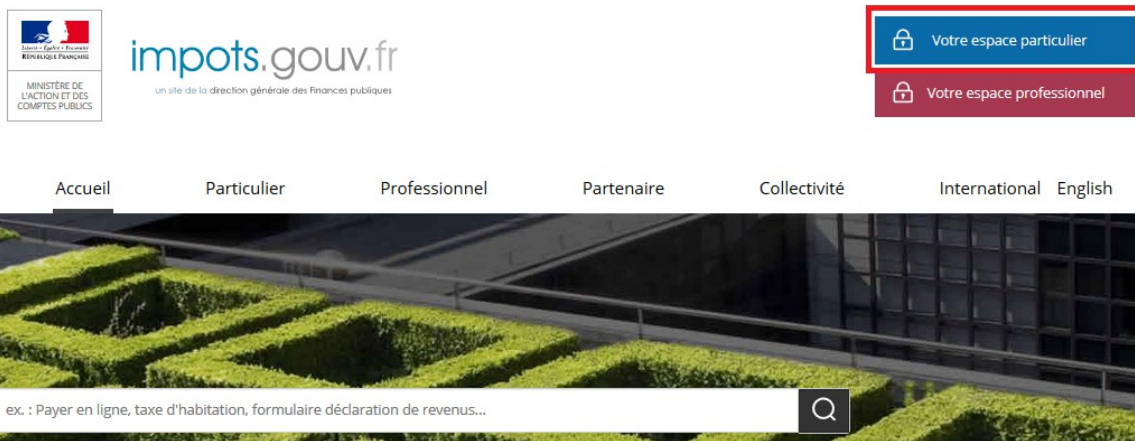 Liberté • Égalité • Fraternité
RÉPUBLIQUE FRANÇAISE
MINISTÈRE DE
L'ACTION ET DES
COMPTES PUBLICS
impots.gouv.fr
un site de la direction générale des Finances publiques
Votre espace particulier
Votre espace professionnel
Accueil Particulier Professionnel Partenaire Collectivité International English
ex. : Payer en ligne, taxe d'habitation, formulaire déclaration de revenus...